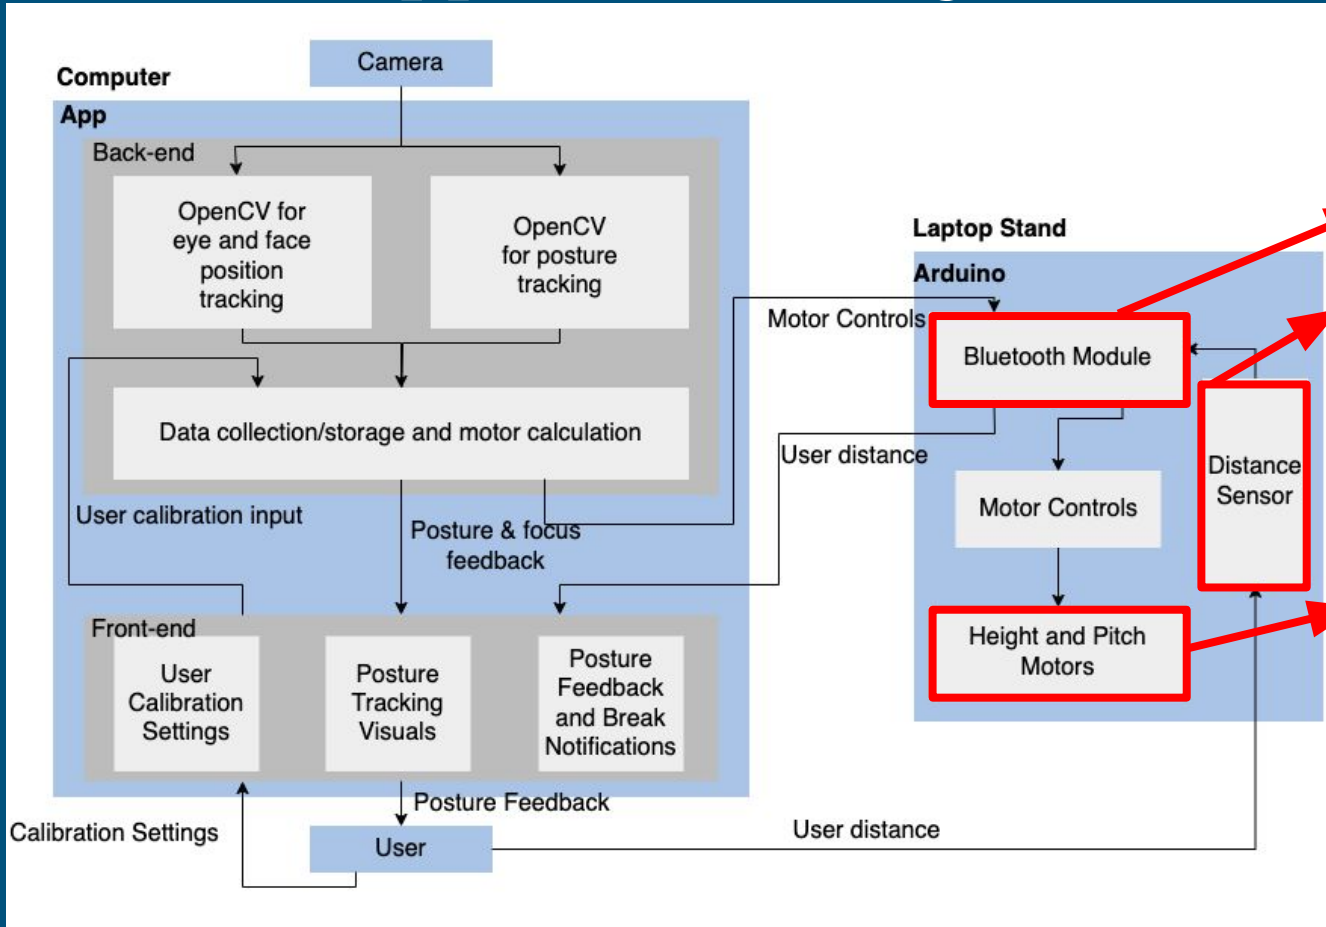 Camera
Computer
App
Back-end
OpenCV for
eye and face
position
tracking
OpenCV
for posture
tracking
Data collection/storage and motor calculation
User calibration input
Posture & focus
feedback
Front-end
User
Calibration
Settings
Posture
Tracking
Visuals
Posture
Feedback
and Break
Notifications
Posture Feedback
Calibration Settings
User
User distance
Motor Controls
User distance
Laptop Stand
Arduino
Bluetooth Module
Motor Controls
Distance
Sensor
Height and Pitch
Motors